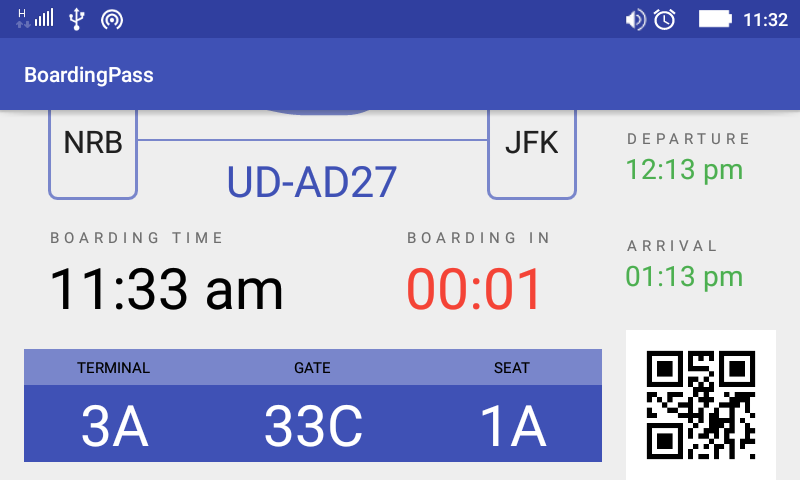 H 11:32
BoardingPass
NRB JFK
UD-AD27
DEPARTURE
12:13 pm
BOARDING TIME BOARDING IN
11:33 am 00:01
ARRIVAL
01:13 pm
TERMINAL GATE SEAT
3A 33C 1A